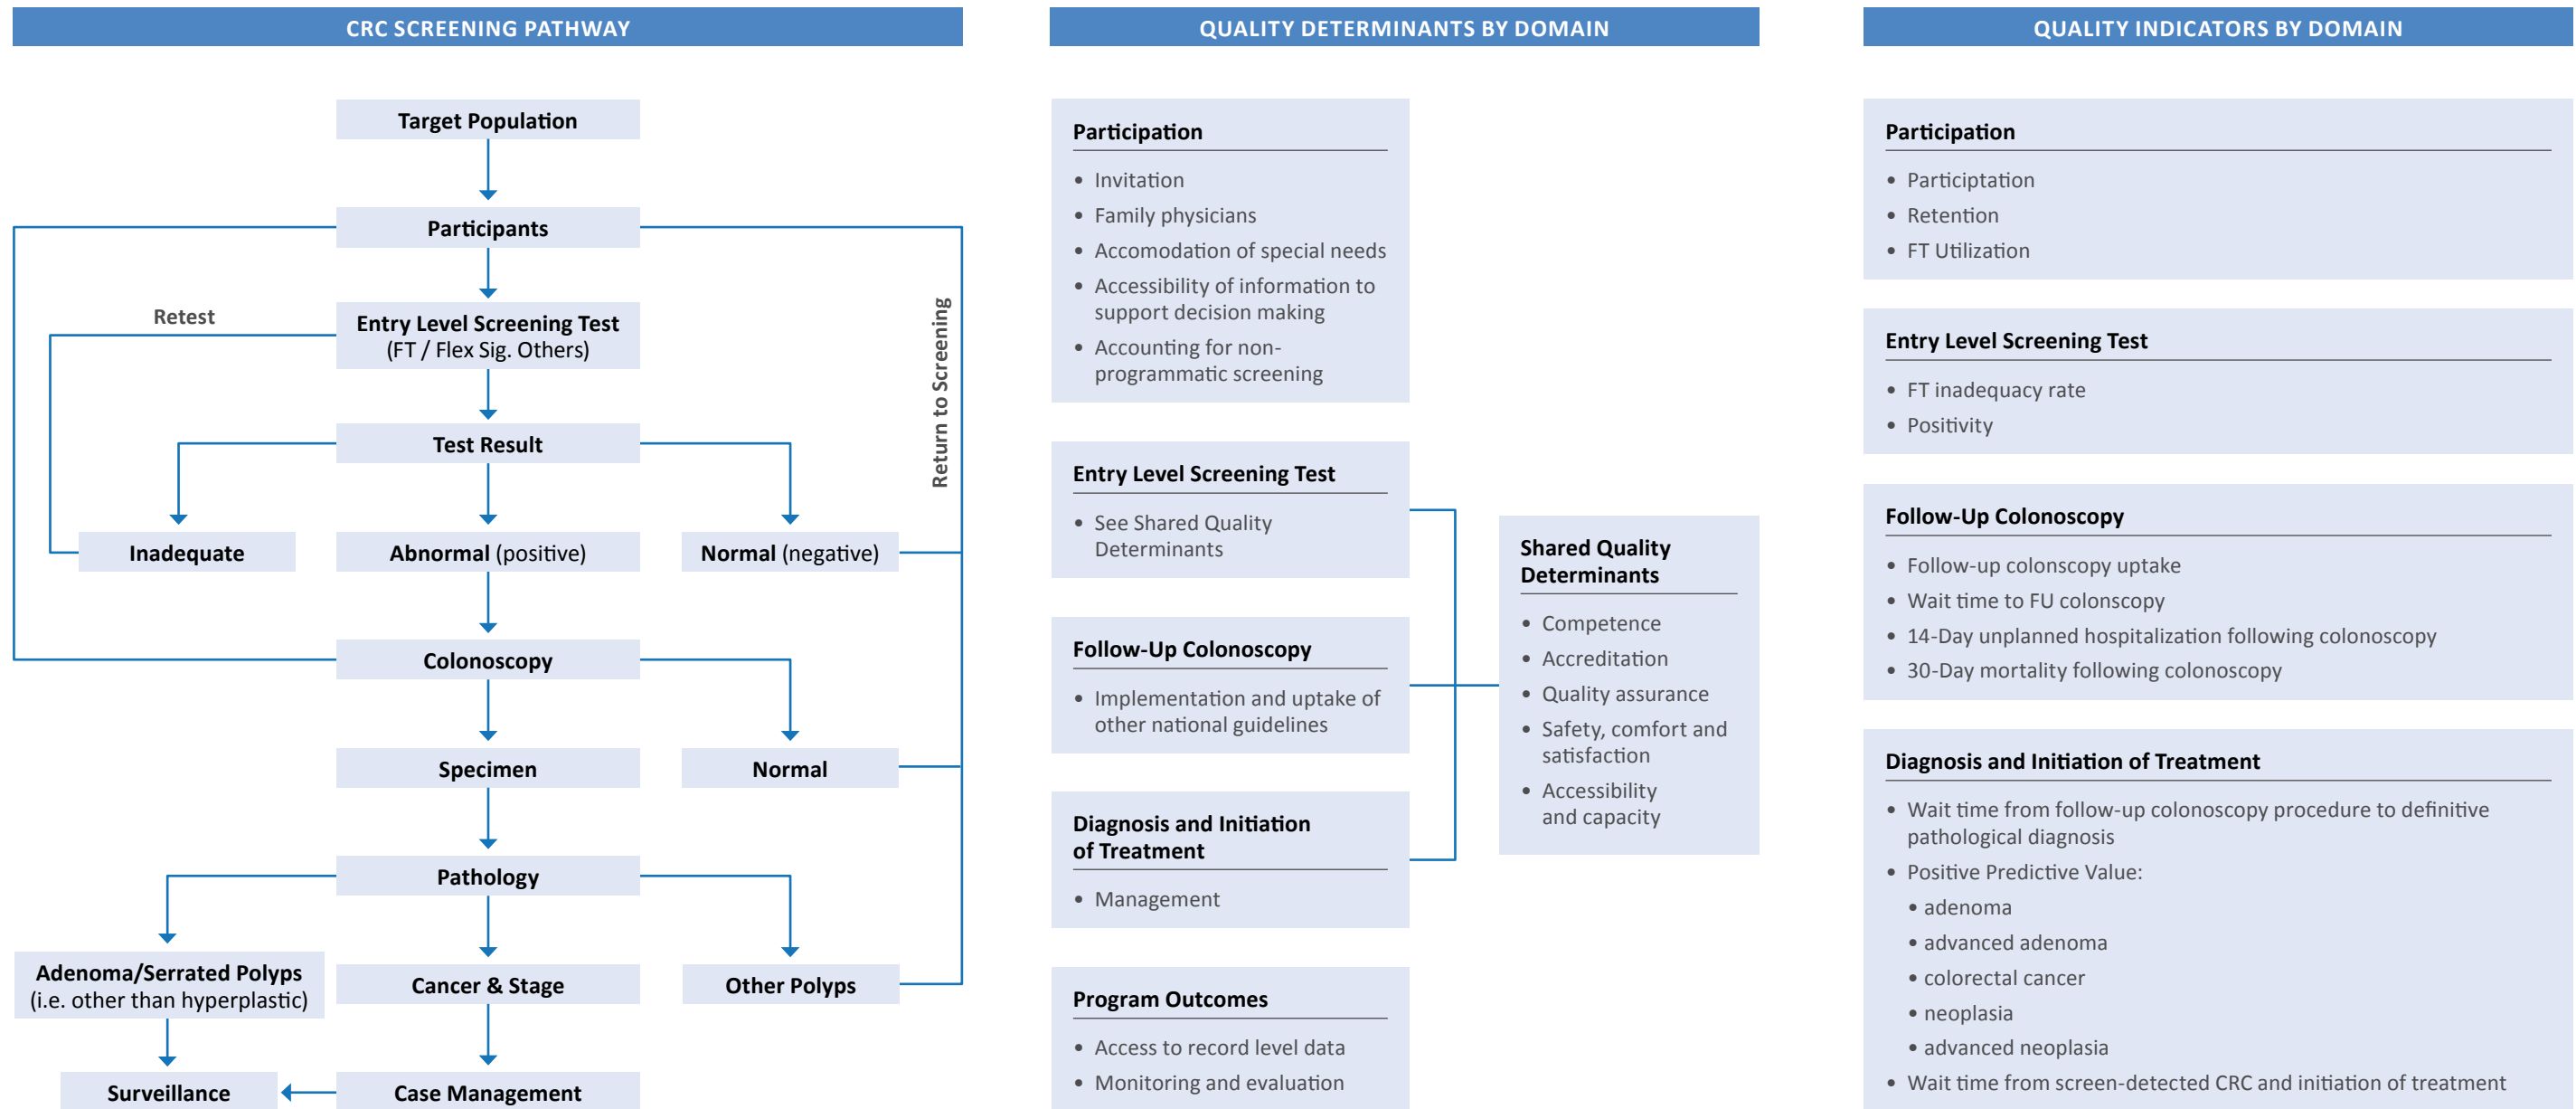 CRC SCREENING PATHWAY
Target Population
Participants
Retest
Entry Level Screening Test
(FT / Flex Sig. Others)
Return to Screening
Test Result
Inadequate
Abnormal (positive)
Normal (negative)
Colonoscopy
Specimen
Normal
Pathology
Adenoma/Serrated Polyps
(i.e. other than hyperplastic)
Cancer & Stage
Other Polyps
Surveillance
Case Management
QUALITY DETERMINANTS BY DOMAIN
Participation
• Invitation
• Family physicians
• Accomodation of special needs
• Accessibility of information to
support decision making
• Accounting for non-
programmatic screening
Entry Level Screening Test
• See Shared Quality
Determinants
Follow-Up Colonoscopy
• Implementation and uptake of
other national guidelines
Diagnosis and Initiation
of Treatment
• Management
Program Outcomes
• Access to record level data
• Monitoring and evaluation
Shared Quality
Determinants
• Competence
• Accreditation
• Quality assurance
• Safety, comfort and
satisfaction
• Accessibility
and capacity
QUALITY INDICATORS BY DOMAIN
Participation
• Participtation
• Retention
• FT Utilization
Entry Level Screening Test
• FT inadequacy rate
• Positivity
Follow-Up Colonoscopy
• Follow-up colonscopy uptake
• Wait time to FU colonscopy
• 14-Day unplanned hospitalization following colonoscopy
• 30-Day mortality following colonoscopy
Diagnosis and Initiation of Treatment
• Wait time from follow-up colonoscopy procedure to definitive
pathological diagnosis
• Positive Predictive Value:
• adenoma
• advanced adenoma
• colorectal cancer
• neoplasia
• advanced neoplasia
• Wait time from screen-detected CRC and initiation of treatment